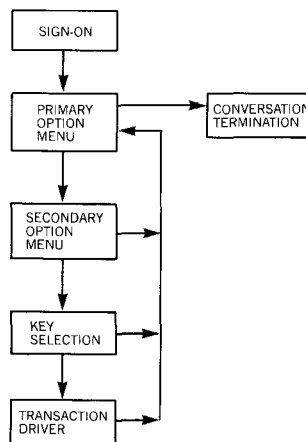 SIGN-ON
PRIMARY
OPTION
MENU
CONVERSATION
TERMINATION
SECONDARY
OPTION
MENU
KEY
SELECTION
TRANSACTION
DRIVER